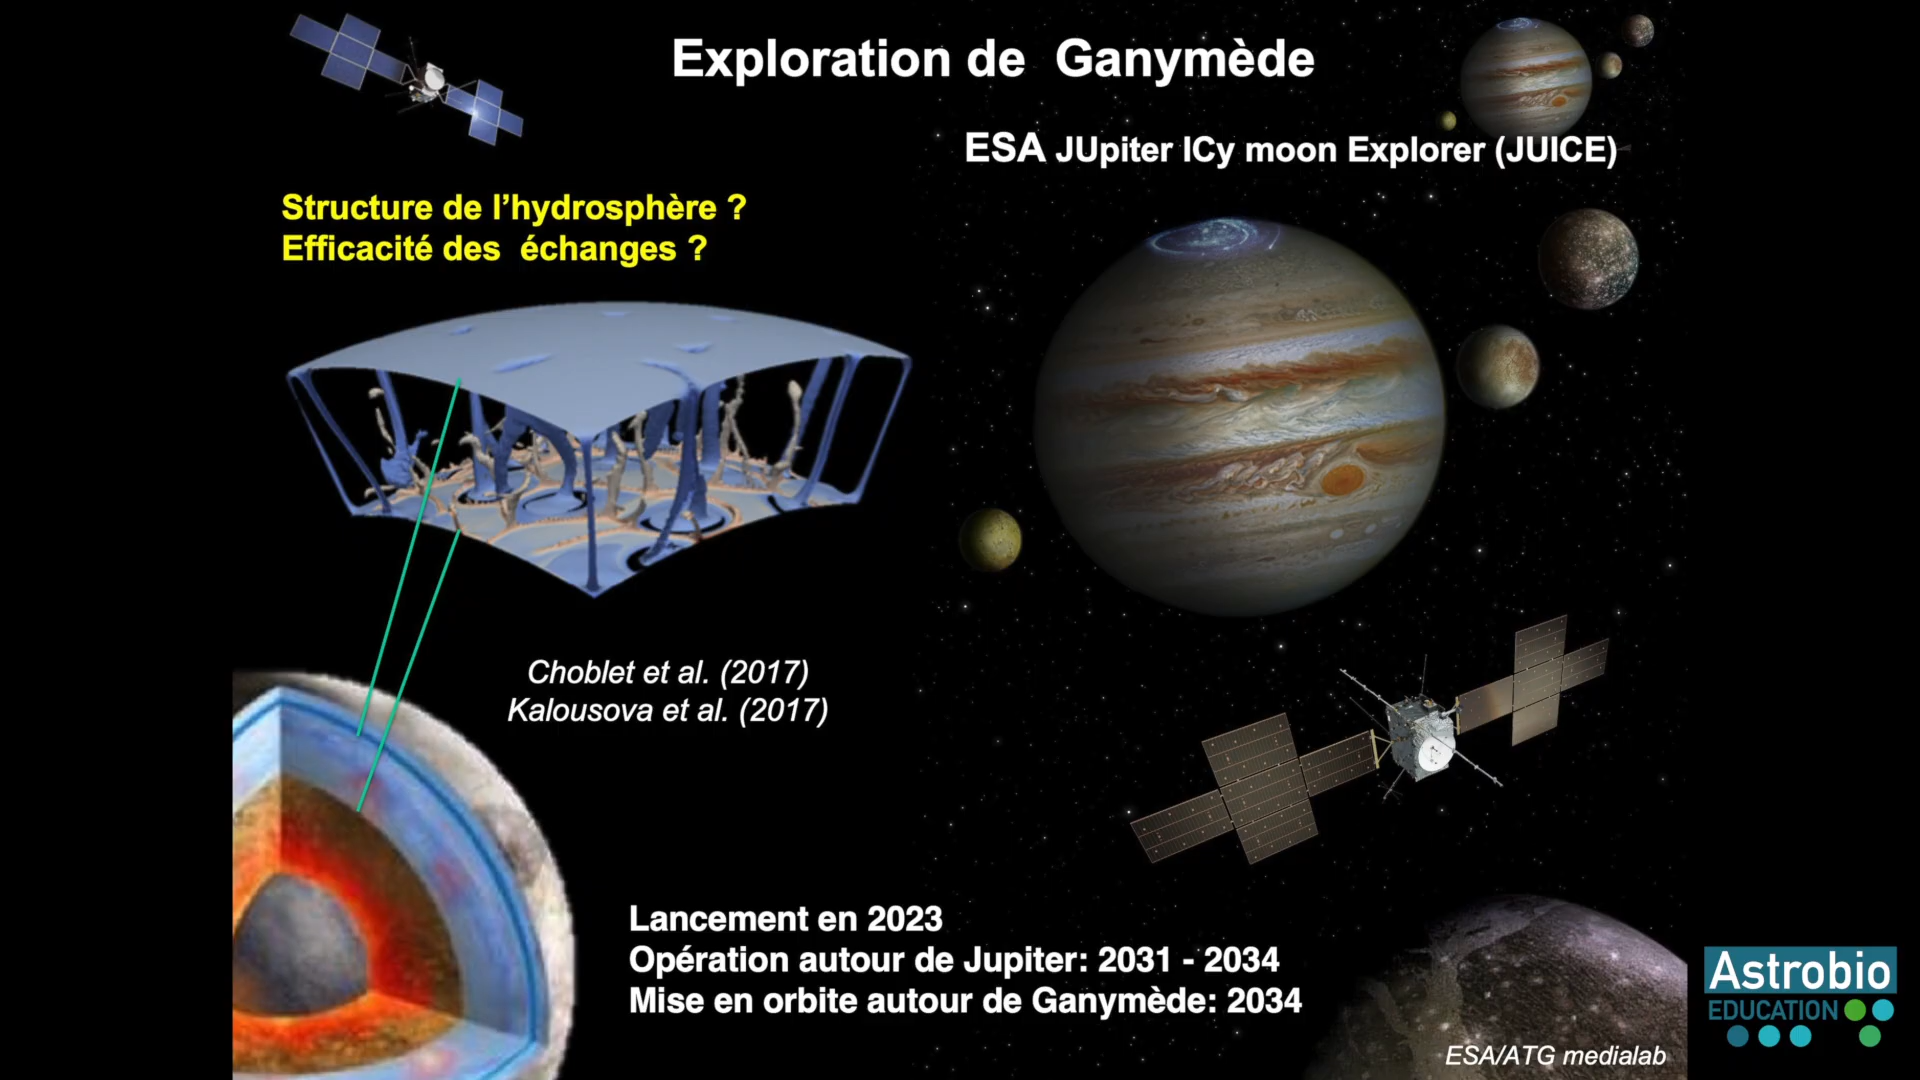 Exploration de  Ganymède
ESA JUpiter ICy moon Explorer (JUICE)
Structure de l’hydrosphère ?
Efficacité des  échanges ?
Choblet et al. (2017)
Kalousova et al. (2017)
Lancement en 2023
Opération autour de Jupiter: 2031 - 2034
Mise en orbite autour de Ganymède: 2034
Astrobio
EDUCATION
ESA/ATG medialab